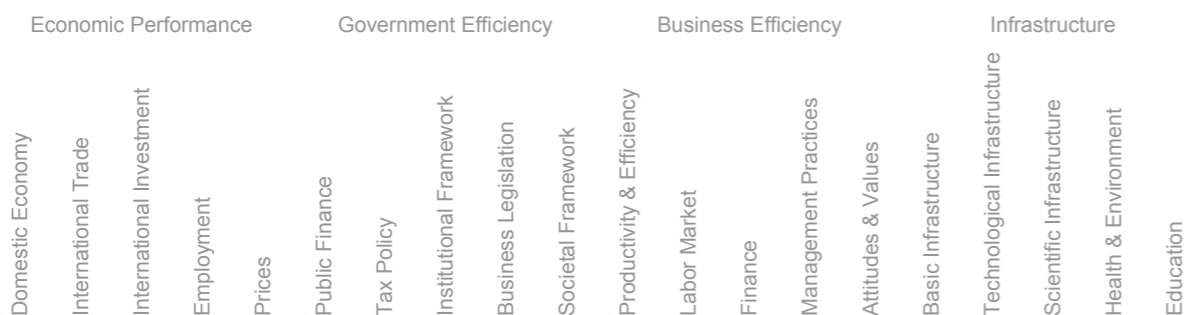 Economic Performance
Government Efficiency
Business Efficiency
Infrastructure
Domestic Economy
International Trade
International Investment
Employment
Prices
Public Finance
Tax Policy
Institutional Framework
Business Legislation
Societal Framework
Productivity & Efficiency
Labor Market
Finance
Management Practices
Attitudes & Values
Basic Infrastructure
Technological Infrastructure
Scientific Infrastructure
Health & Environment
Education